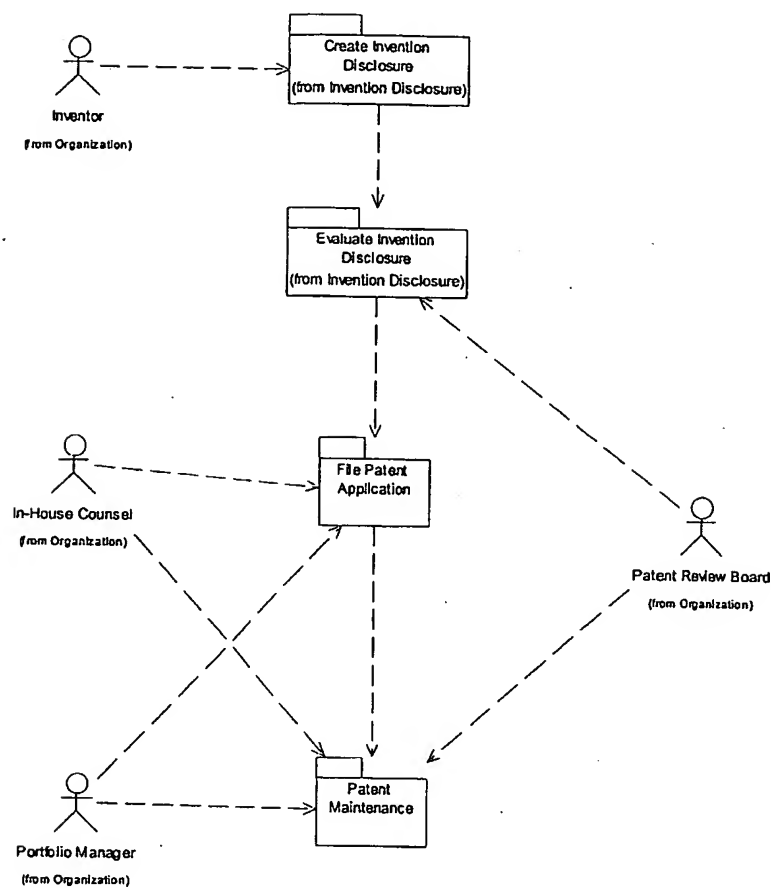 Create Invention
Disclosure
(from Invention Disclosure)
Inventor
(from Organization)
Evaluate Invention
Disclosure
(from Invention Disclosure)
File Patent
Application
In-House Counsel
(from Organization)
Patent Review Board
(from Organization)
Patent
Maintenance
Portfolio Manager
(from Organization)